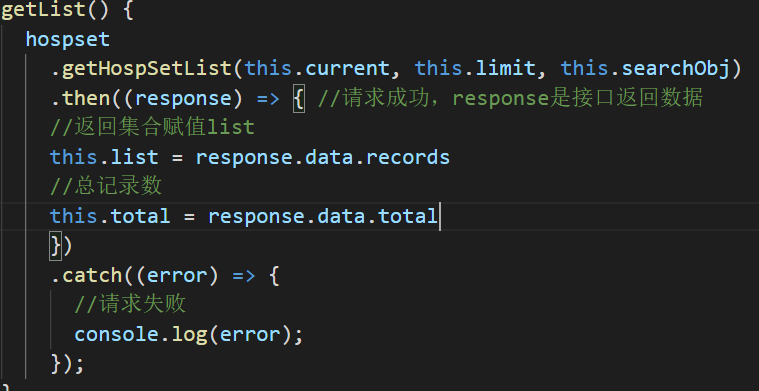 getList() {
hospset
.getHospSetList(this.current, this.limit, this.searchObj)
.then((response) => { //请求成功，response是接口返回数据
//返回集合赋值list
this.list = response.data.records
//总记录数
this.total = response.data.total
})
.catch((error) => {
//请求失败
console.log(error);
});